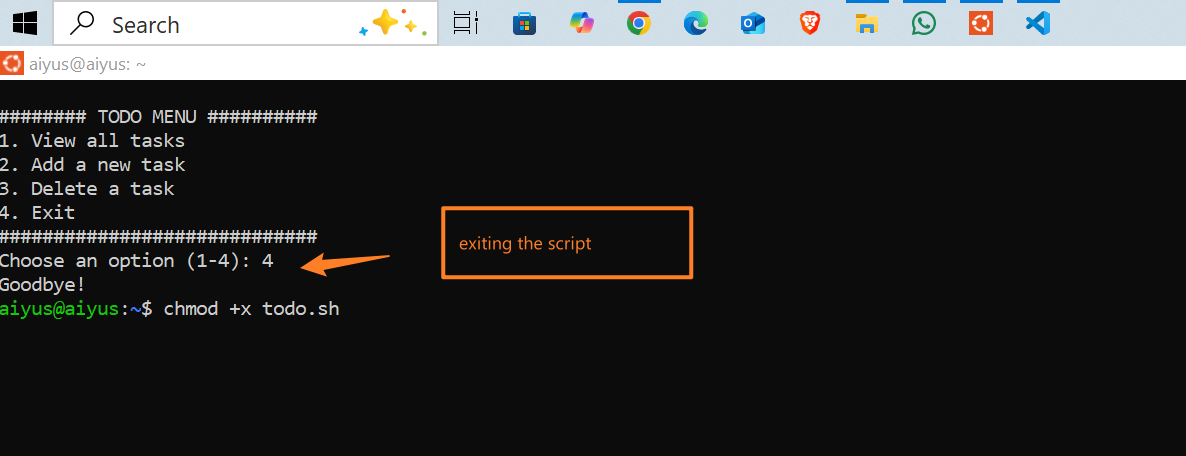 Search
aiyus@aiyus: ~
######## TODO MENU ##########
1. View all tasks
2. Add a new task
3. Delete a task
4. Exit
#############################
Choose an option (1-4): 4
exiting the script
Goodbye!
aiyus@aiyus:~$ chmod +x todo.sh